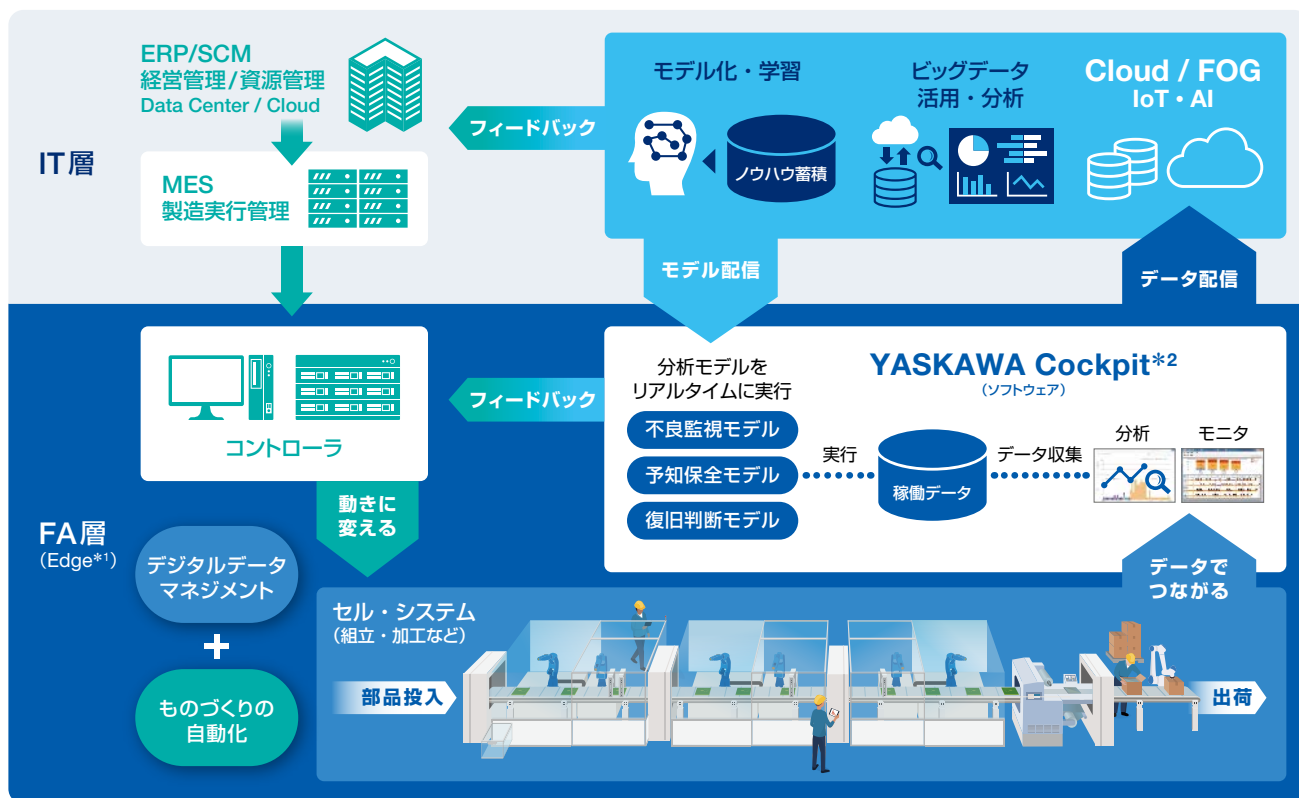 IT層
ERP/SCM
経営管理/資源管理
Data Center / Cloud
MES
製造実行管理
フィードバック
モデル化・学習
ノウハウ蓄積
ビッグデータ
活用・分析
Cloud / FOG
IoT・AI
モデル配信
データ配信
FA層
(Edge*1)
コントローラ
フィードバック
分析モデルを
リアルタイムに実行
不良監視モデル
予知保全モデル
復旧判断モデル
YASKAWA Cockpit*2
(ソフトウェア)
実行
稼働データ
データ収集
分析
モニタ
動きに
変える
データで
つながる
デジタルデータ
マネジメント
+
ものづくりの
自動化
セル・システム
(組立・加工など)
部品投入
出荷